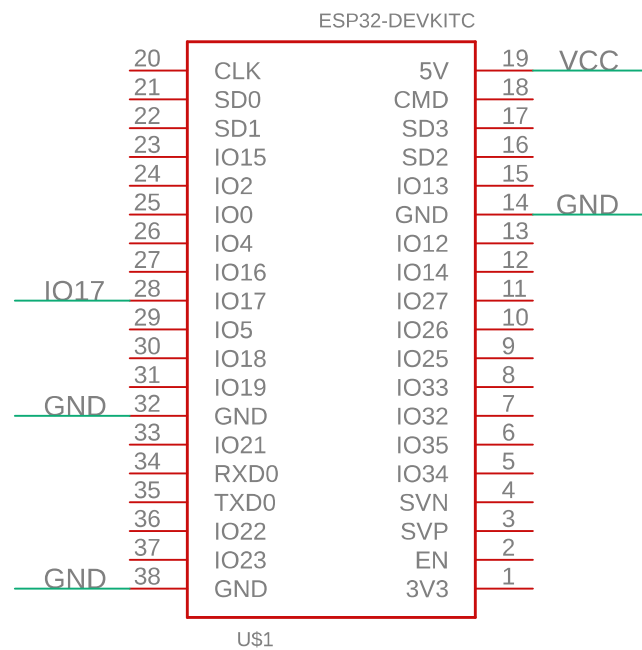 ESP32-DEVKITC
20 CLK 5V 19 VCC
21 SD0 CMD 18
22 SD1 SD3 17
23 IO15 SD2 16
24 IO2 IO13 15
25 IO0 GND 14 GND
26 IO4 IO12 13
27 IO16 IO14 12
IO17 28 IO17 IO27 11
29 IO5 IO26 10
30 IO18 IO25 9
31 IO19 IO33 8
GND 32 GND IO32 7
33 IO21 IO35 6
34 RXD0 IO34 5
35 TXD0 SVN 4
36 IO22 SVP 3
37 IO23 EN 2
GND 38 GND 3V3 1
U$1